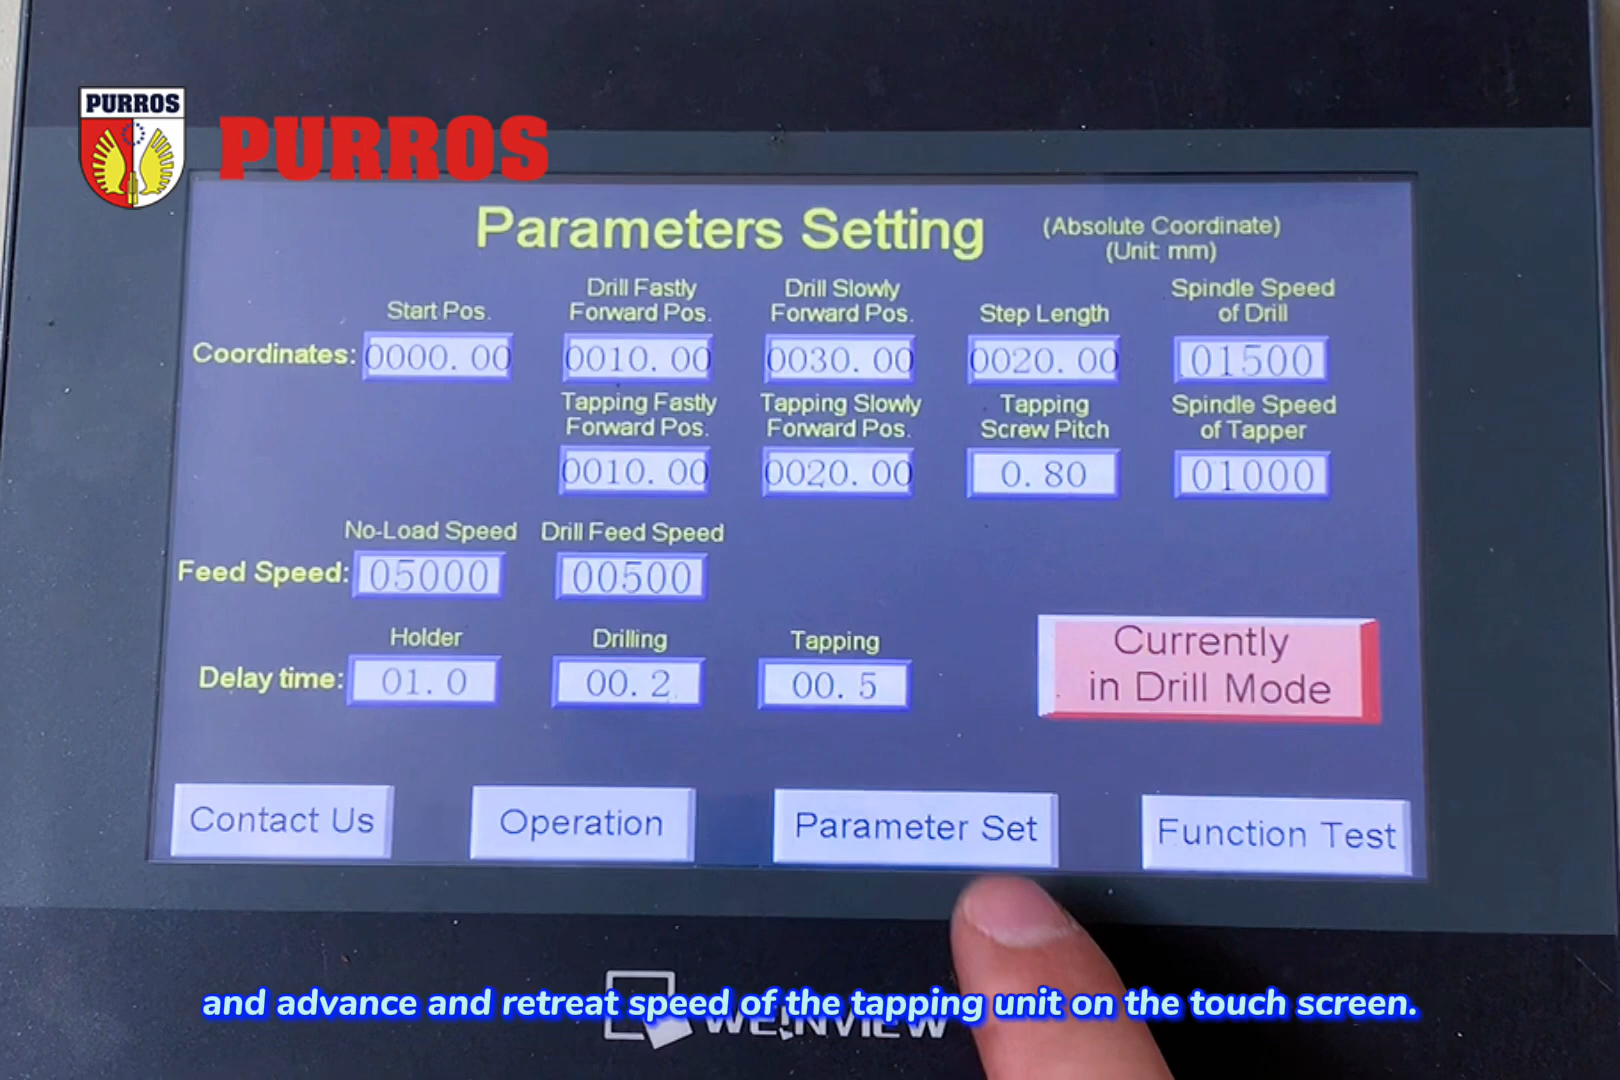 PURROS
PURROS
Parameters Setting
(Absolute Coordinate)
(Unit: mm)
Start Pos.
Drill Fastly
Forward Pos.
Drill Slowly
Forward Pos.
Step Length
Spindle Speed
of Drill
Coordinates: 0000.00 0010.00 0030.00 0020.00 01500
Tapping Fastly
Forward Pos.
Tapping Slowly
Forward Pos.
Tapping
Screw Pitch
Spindle Speed
of Tapper
0010.00 0020.00 0.80 01000
No-Load Speed Drill Feed Speed
Feed Speed: 05000 00500
Holder Drilling Tapping
Delay time: 01.0 00.2 00.5
Currently
in Drill Mode
Contact Us Operation Parameter Set Function Test
and advance and retreat speed of the tapping unit on the touch screen.
WEINVIEW